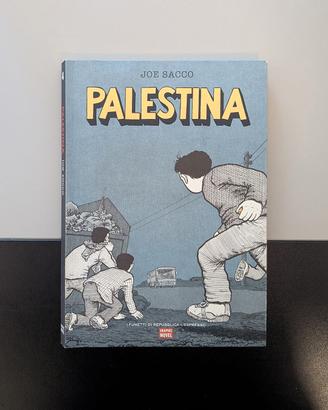 JOE SACCO
PALESTINA
I FUMETTI DI REPUBBLICA-L'ESPRESSO
GRAPHIC
NOVEL